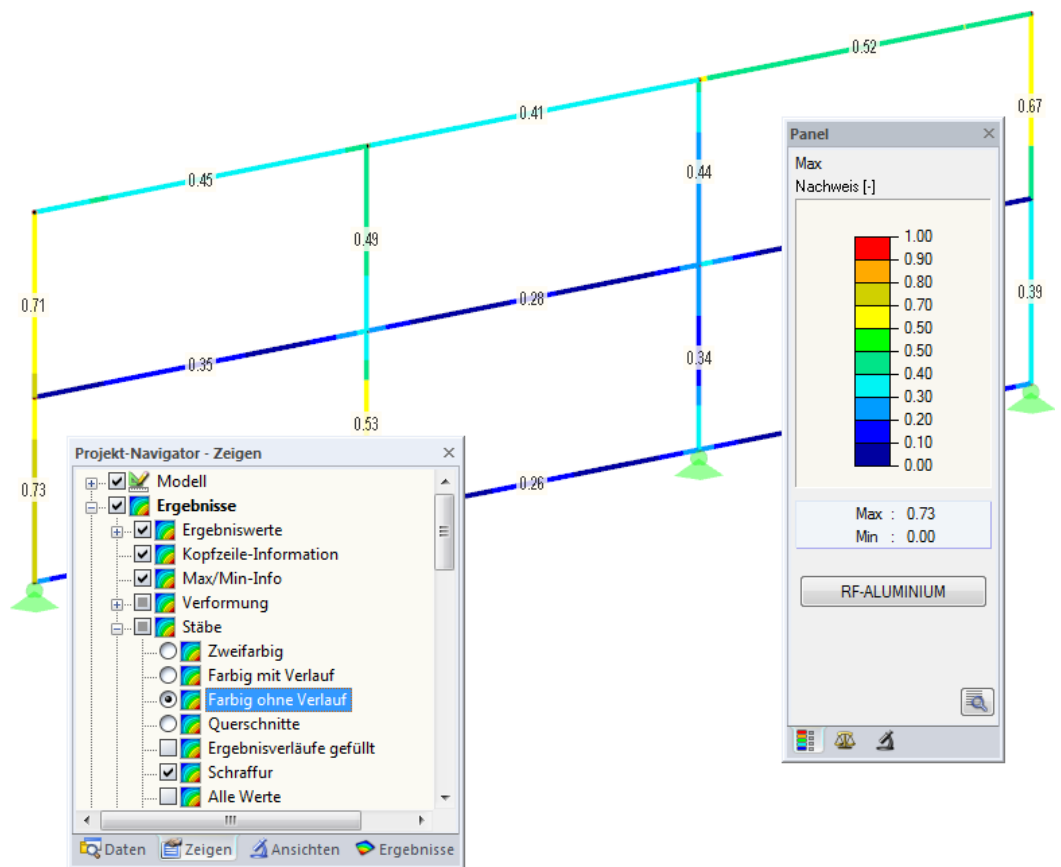 0.52
0.67
0.41
0.45
0.44
0.49
0.39
0.71
0.28
0.35
0.34
0.53
0.73
0.26
Panel
Max
Nachweis [-]
1.00
0.90
0.80
0.70
0.50
0.50
0.40
0.30
0.20
0.10
0.00
Max : 0.73
Min : 0.00
RF-ALUMINIUM
Projekt-Navigator - Zeigen
Modell
Ergebnisse
Ergebniswerte
Kopfzeile-Information
Max/Min-Info
Verformung
Stäbe
Zweifarbig
Farbig mit Verlauf
Farbig ohne Verlauf
Querschnitte
Ergebnisverläufe gefüllt
Schraffur
Alle Werte
Daten Zeigen Ansichten Ergebnisse